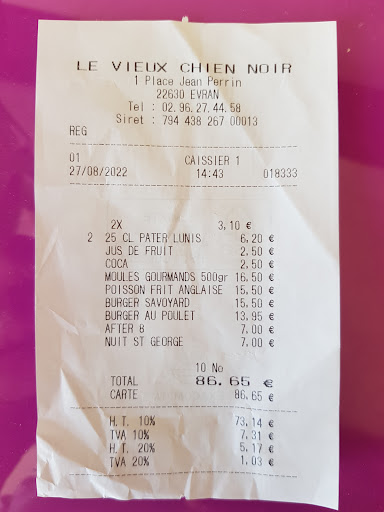 LE VIEUX CHIEN NOIR
1 Place Jean Perrin
22630 EVRAN
Tel : 02.96.27.44.58
Siret : 794 438 267 00013
REG
01 CAISSIER 1
27/08/2022 14:43 018333
2X 3,10 €
2 25 CL PATER LUNIS 6,20 €
JUS DE FRUIT 2,50 €
COCA 2,50 €
MOULES GOURMANDS 500gr 16,50 €
POISSON FRIT ANGLAISE 15,50 €
BURGER SAVOYARD 15,50 €
BURGER AU POULET 13,95 €
AFTER 8 7,00 €
NUIT ST GEORGE 7,00 €
10 No
TOTAL 86,65 €
CARTE 86,65 €
H.T. 10% 73,14 €
TVA 10% 7,31 €
H.T. 20% 5,17 €
TVA 20% 1,03 €